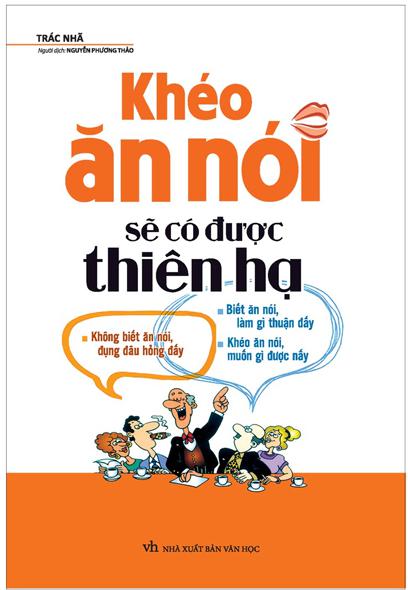 TRÁC NHÃ
Người dịch: NGUYỄN PHƯƠNG THẢO
Khéo
ăn nói
sẽ có được
thiên hạ
Biết ăn nói,
làm gì thuận đấy
Khéo ăn nói,
muốn gì được nấy
Không biết ăn nói,
đụng đâu hỏng đấy
vh NHÀ XUẤT BẢN VĂN HỌC